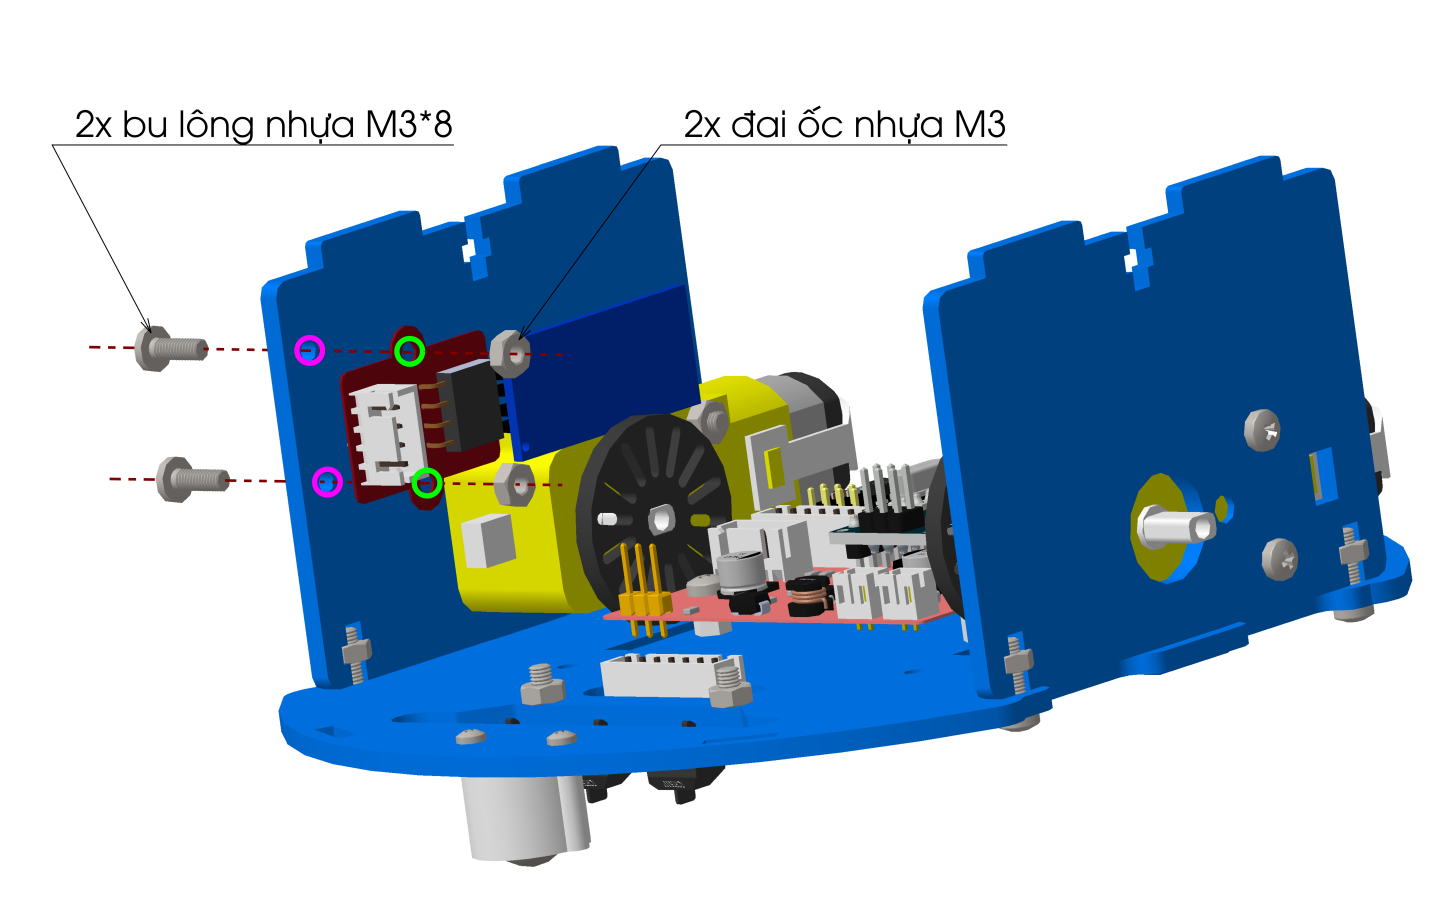 2x bu lông nhựa M3*8
2x đai ốc nhựa M3